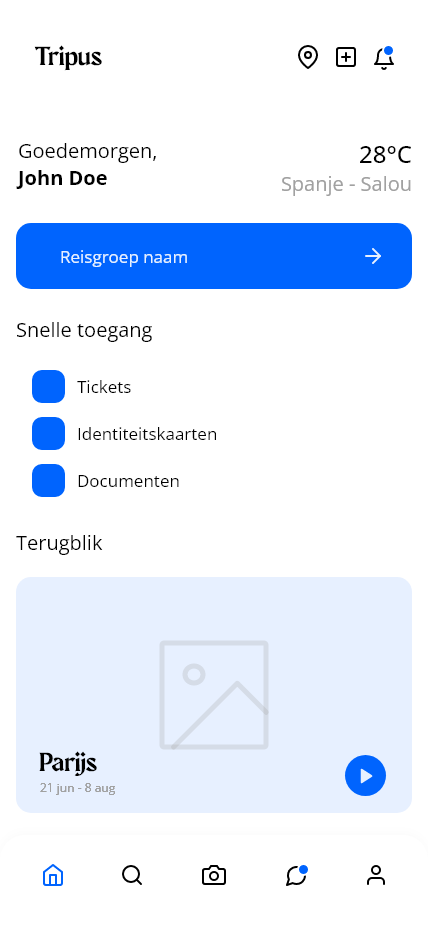 Tripus
Goedemorgen,
John Doe
28°C
Spanje - Salou
Reisgroep naam
Snelle toegang
Tickets
Identiteitskaarten
Documenten
Terugblik
Parijs
21 jun - 8 aug